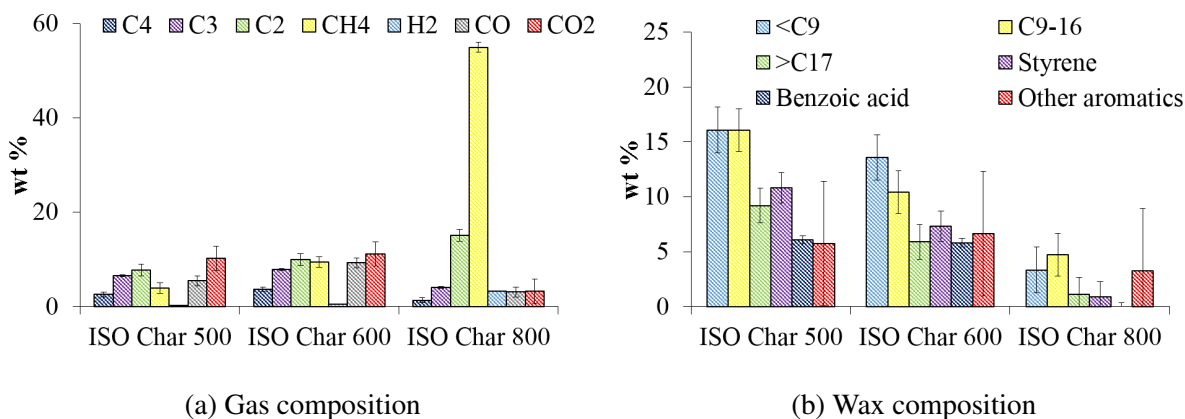 C4 C3 C2 CH4 H2 CO CO2
60
40
20
0
wt %
ISO Char 500 ISO Char 600 ISO Char 800
(a) Gas composition
<C9 C9-16
>C17 Styrene
Benzoic acid Other aromatics
25
20
15
10
5
0
wt %
ISO Char 500 ISO Char 600 ISO Char 800
(b) Wax composition